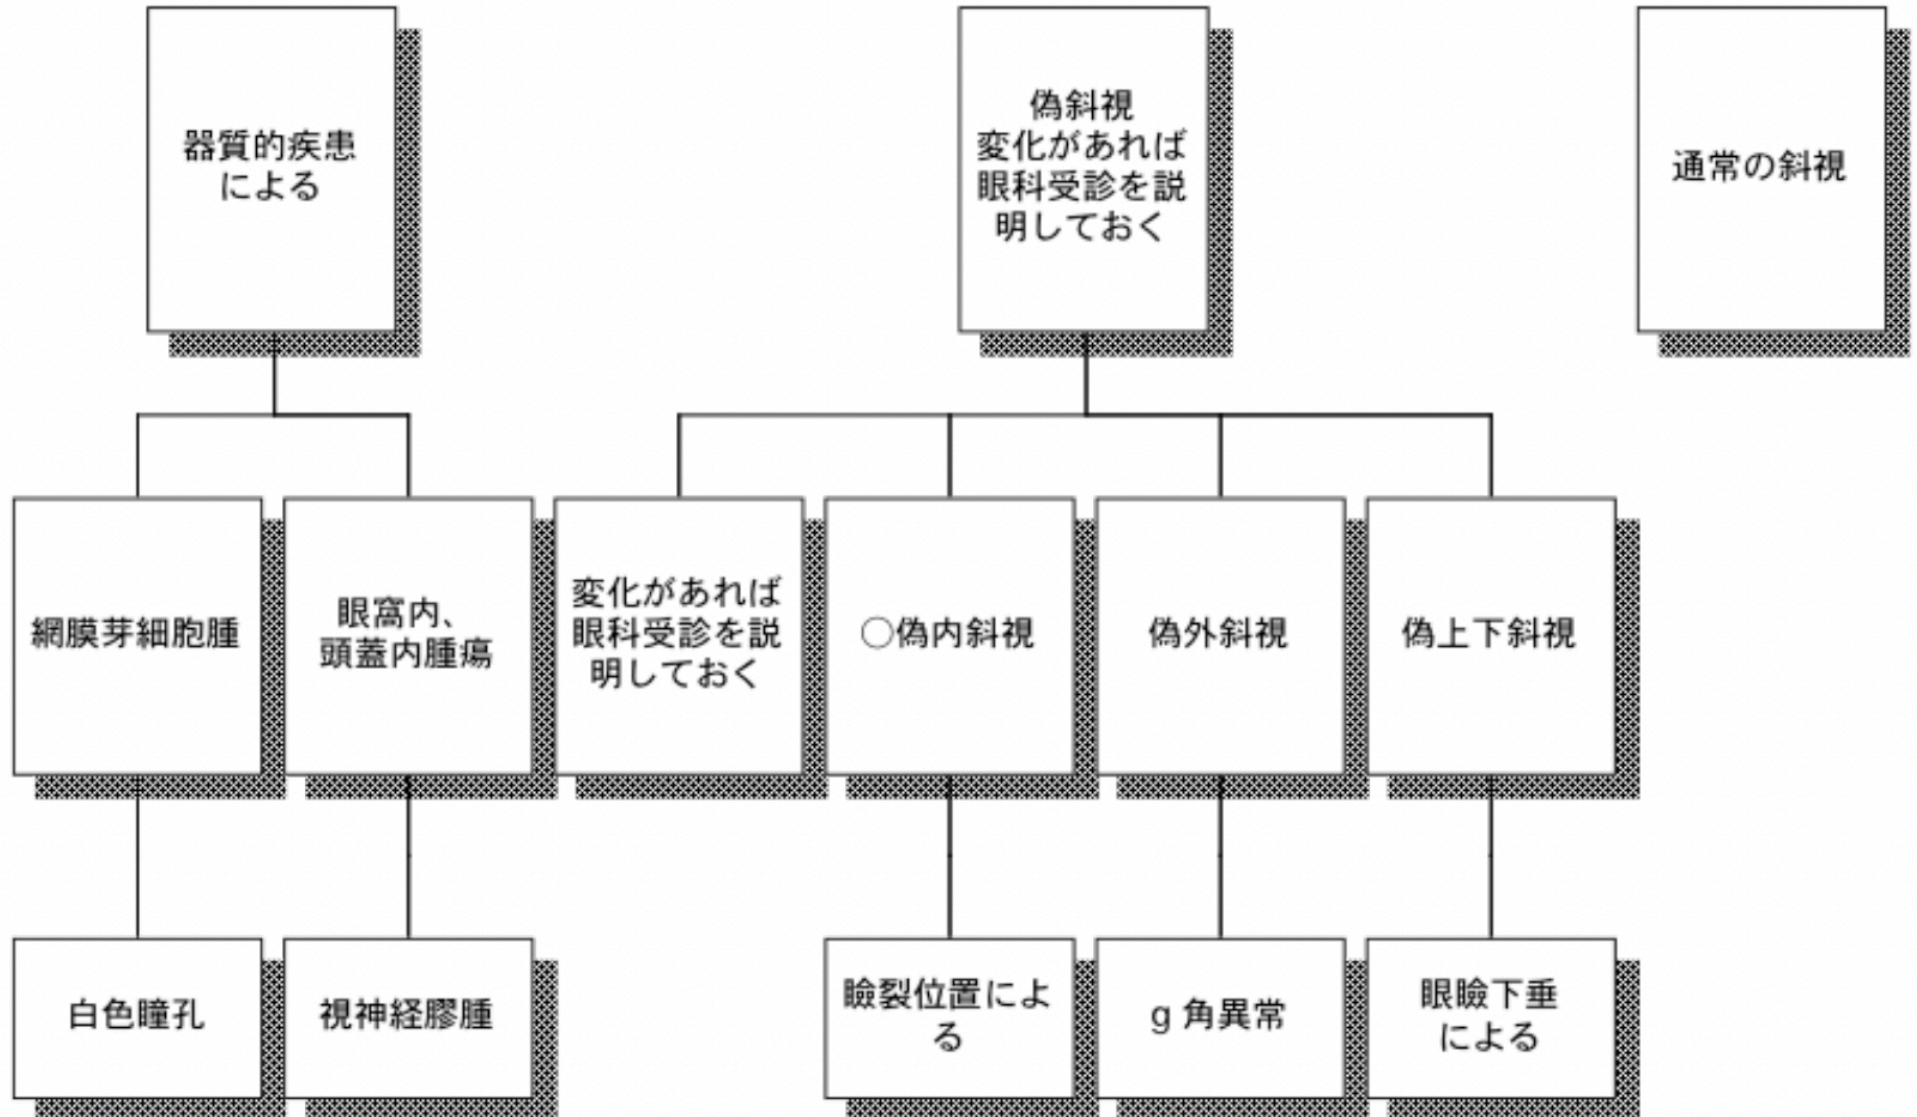 器質的疾患
による
偽斜視
変化があれば
眼科受診を説
明しておく
通常の斜視
網膜芽細胞腫
眼窩内、
頭蓋内腫瘍
変化があれば
眼科受診を説
明しておく
○偽内斜視
偽外斜視
偽上下斜視
白色瞳孔
視神経膠腫
瞼裂位置によ
る
g 角異常
眼瞼下垂
による